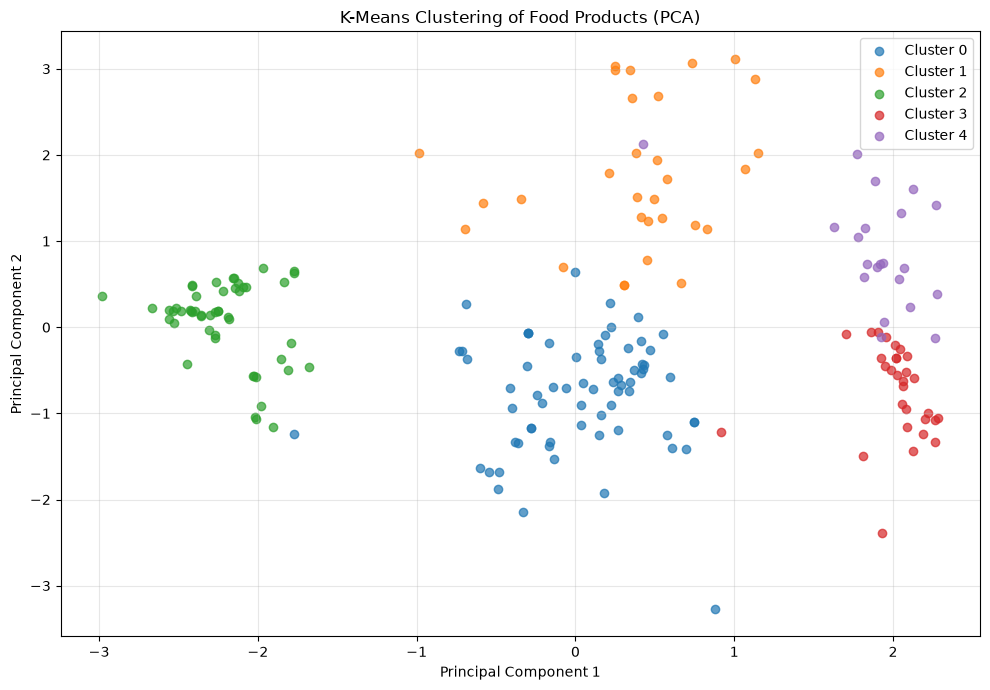 K-Means Clustering of Food Products (PCA)
Cluster 0
Cluster 1
Cluster 2
Cluster 3
Cluster 4
Principal Component 2
3
2
1
0
−1
−2
−3
−3
−2
−1
0
1
2
Principal Component 1